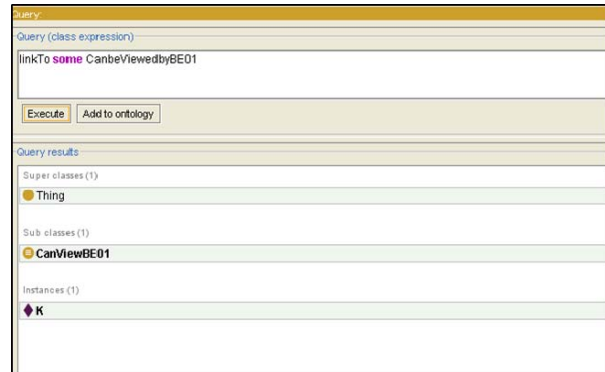 Query:
Query (class expression)
linkTo some CanbeViewedbyBE01
Execute Add to ontology
Query results
Super classes (1)
Thing
Sub classes (1)
CanViewBE01
Instances (1)
K